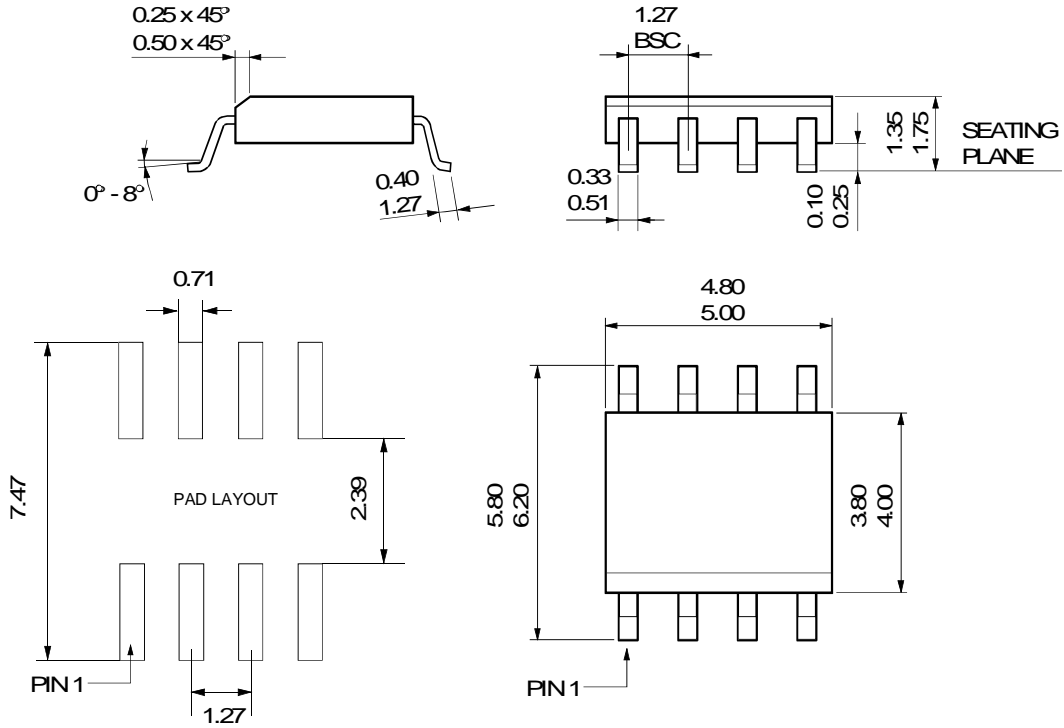 0.25 x 45°
0.50 x 45°
0° - 8°
0.40
1.27
1.27
BSC
1.35
1.75
SEATING
PLANE
0.33
0.51
0.10
0.25
0.71
7.47
PAD LAYOUT
2.39
PIN 1
1.27
4.80
5.00
5.80
6.20
3.80
4.00
PIN 1